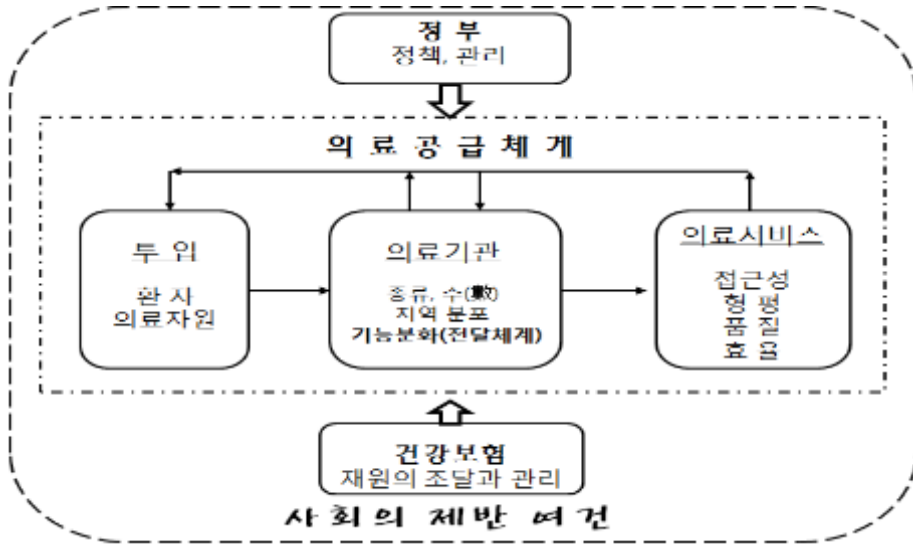 정 부
정책, 관리
의 료 공 급 체 계
투 입
환 자
의료자원
의료기관
종류, 수(數)
지역 분포
기능분화(전달체계)
의료서비스
접근성
형 평
품 질
효 율
건강보험
재원의 조달과 관리
사회의 제반 여건